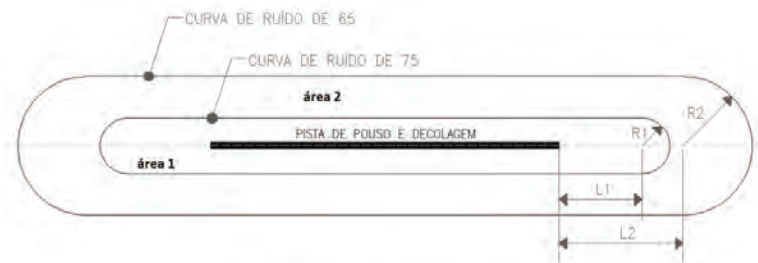 CURVA DE RUÍDO DE 65
CURVA DE RUÍDO DE 75
área 2
R2
PISTA DE POUSO E DECOLAGEM
R1
área 1
L1
L2